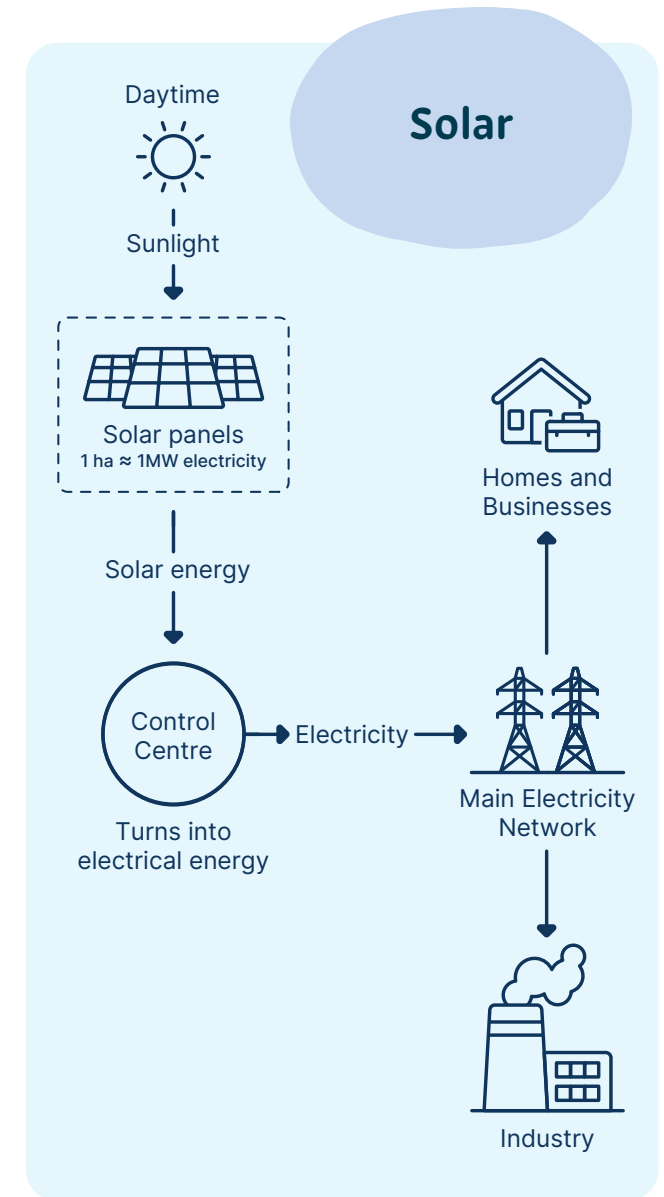 Solar
Daytime
Sunlight
Solar panels
1 ha ≈ 1MW electricity
Solar energy
Control
Centre
Turns into
electrical energy
Electricity
Main Electricity
Network
Homes and
Businesses
Industry